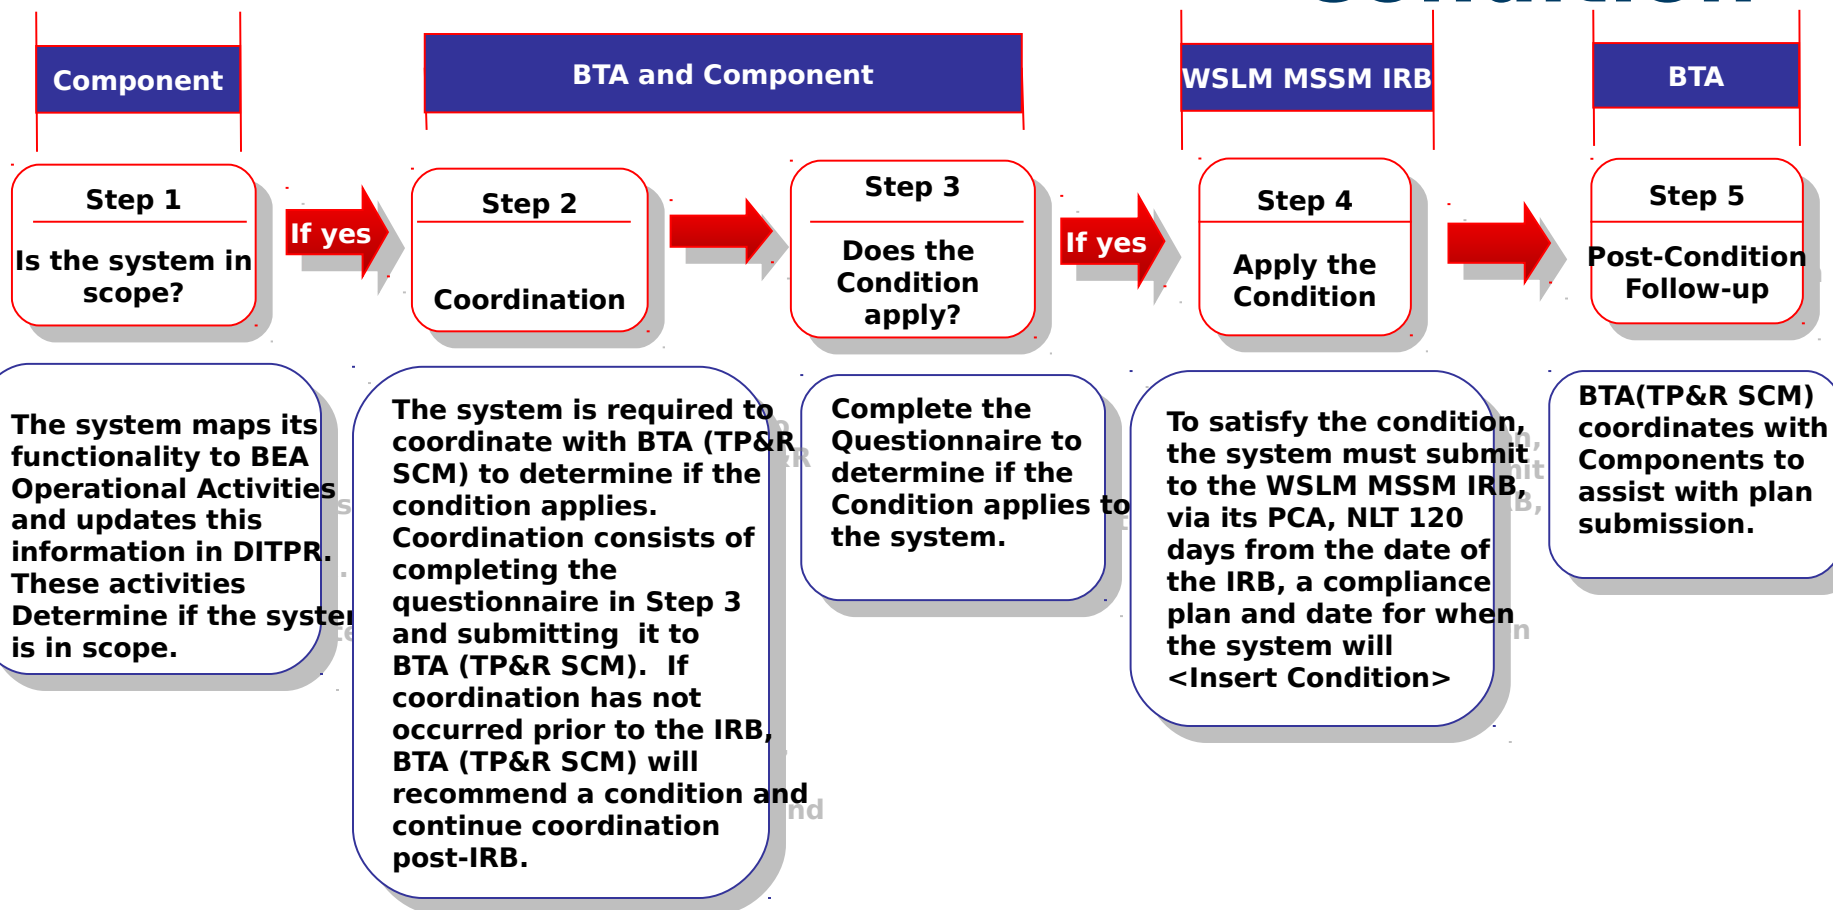 Condition
Component
BTA and Component
WSLM MSSM IRB
BTA
Step 1
Is the system in
scope?
If yes
Step 2
Coordination
Step 3
Does the
Condition
apply?
If yes
Step 4
Apply the
Condition
Step 5
Post-Condition
Follow-up
The system maps its
functionality to BEA
Operational Activities
and updates this
information in DITPR.
These activities
Determine if the system
is in scope.
The system is required to
coordinate with BTA (TP&R
SCM) to determine if the
condition applies.
Coordination consists of
completing the
questionnaire in Step 3
and submitting  it to
BTA (TP&R SCM).  If
coordination has not
occurred prior to the IRB,
BTA (TP&R SCM) will
recommend a condition and
continue coordination
post-IRB.
Complete the
Questionnaire to
determine if the
Condition applies to
the system.
To satisfy the condition,
the system must submit
to the WSLM MSSM IRB,
via its PCA, NLT 120
days from the date of
the IRB, a compliance
plan and date for when
the system will
<Insert Condition>
BTA(TP&R SCM)
coordinates with
Components to
assist with plan
submission.